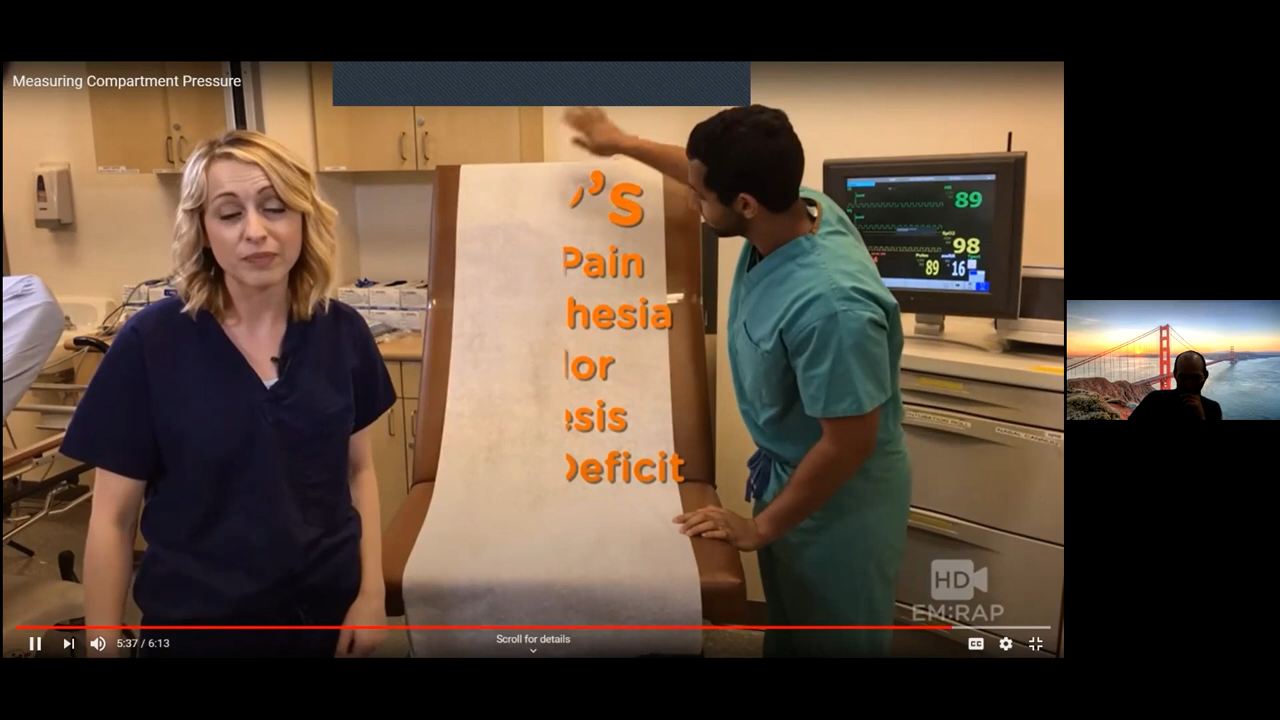 Measuring Compartment Pressure
’s
Pain
hesia
lor
esis
Deficit
89
98
89
16
HD
EM:RAP
5:37 / 6:13
Scroll for details
CC